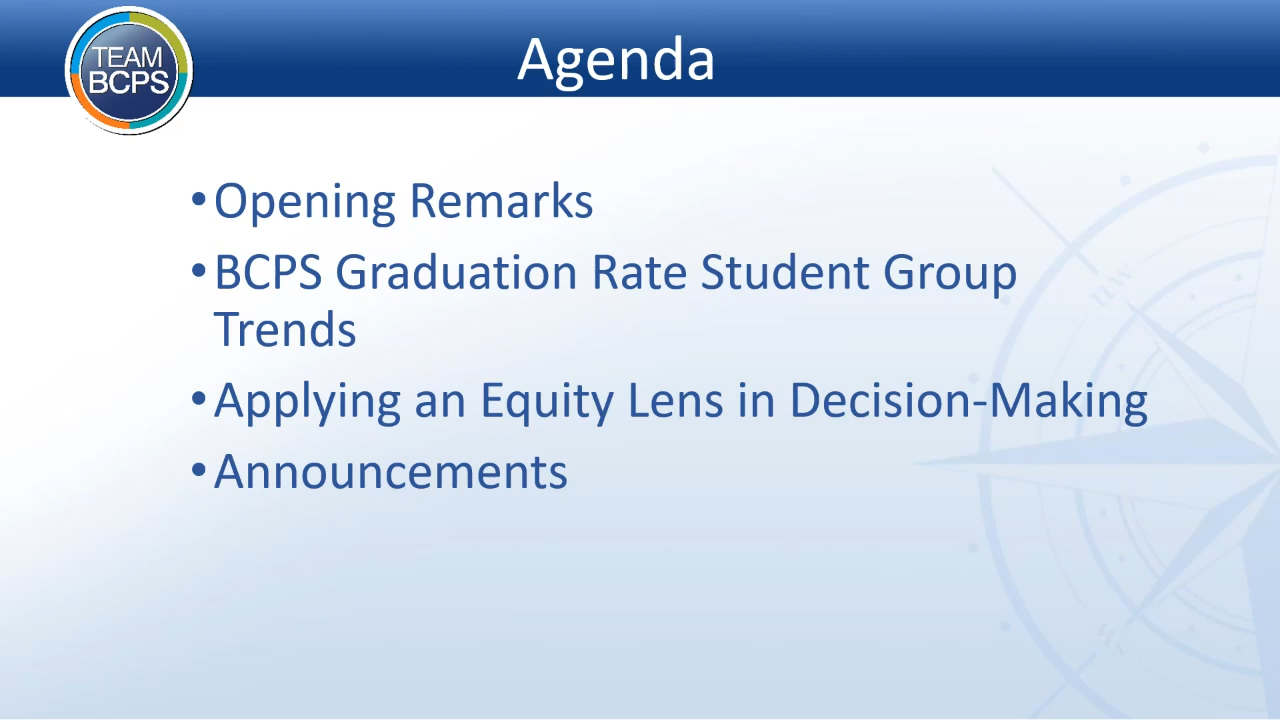 TEAM
BCPS
Agenda
•Opening Remarks
•BCPS Graduation Rate Student Group
Trends
•Applying an Equity Lens in Decision-Making
•Announcements